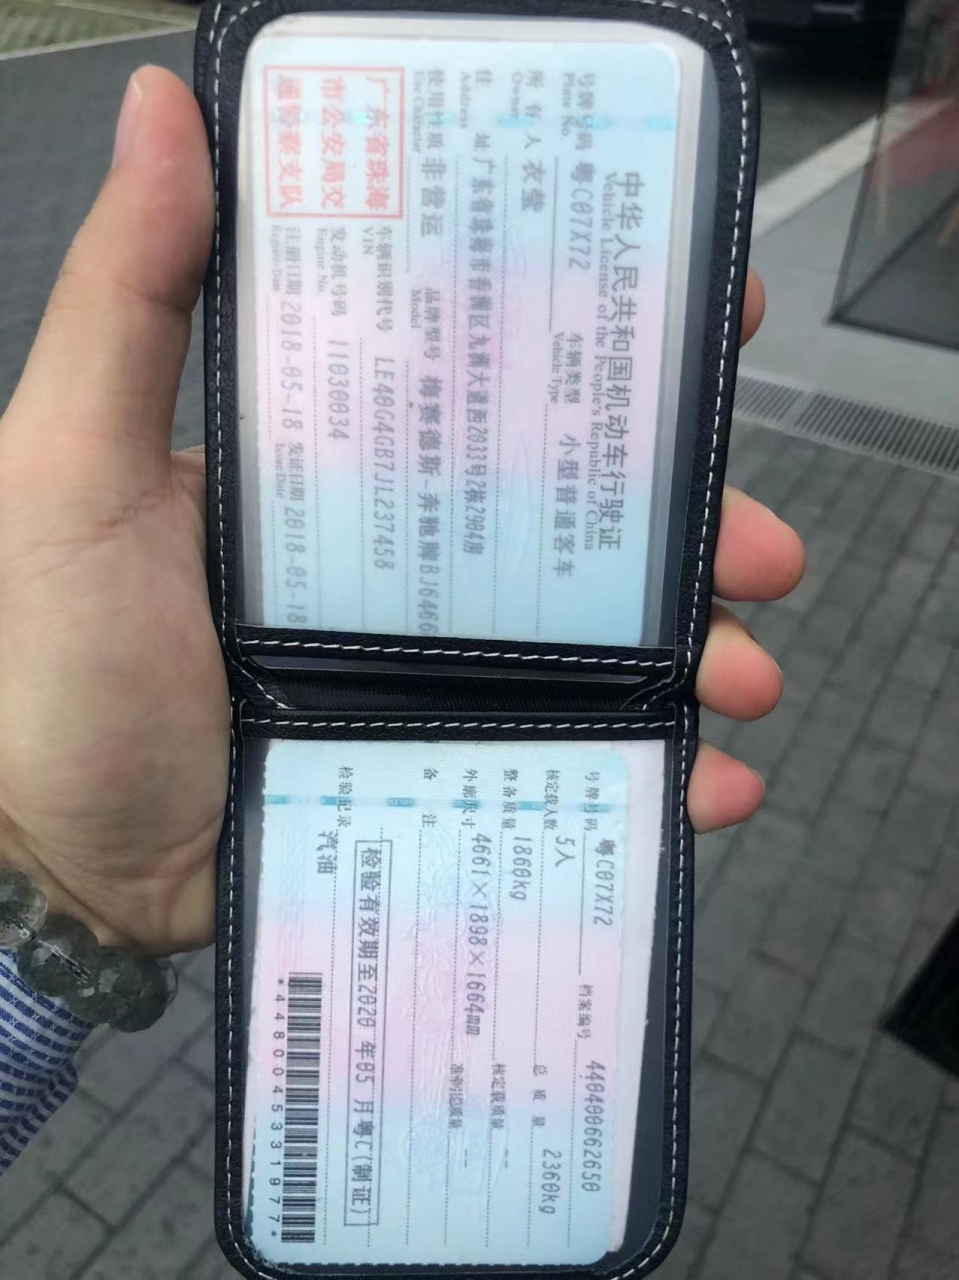 中华人民共和国机动车行驶证
Vehicle License of the People's Republic of China
号牌号码 粤C07X72 车辆类型 小型普通客车
Plate No. Vehicle Type
所有人 衣莹
Owner
住址 广东省珠海市香洲区九洲大道西2033号2栋2904房
Address
使用性质 非营运 品牌型号 梅赛德斯-奔驰牌BJ6466
Use Character Model
广东省珠海
市公安局交
通警察支队
车辆识别代号 LE40G4GB7JL237458
VIN
发动机号码 11030034
Engine No.
注册日期 2018-05-18 发证日期 2018-05-18
Register Date Issue Date
号牌号码 粤C07X72 档案编号 440400662650
核定载人数 5人 总质量 2360kg
整备质量 1860kg 核定载质量 --
外廓尺寸 4661×1898×1664mm 准牵引总质量 --
备注
检验有效期至2020年05月粤C(制证)
检验记录 汽油
*4480045331977*